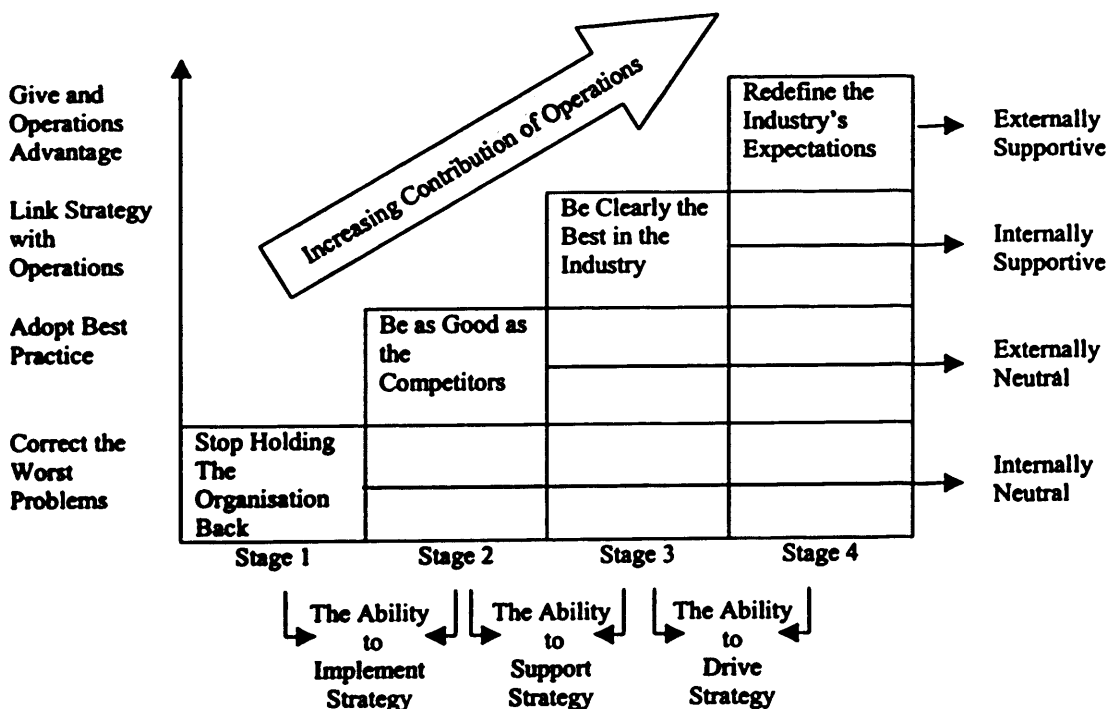 Give and
Operations
Advantage
Link Strategy
with
Operations
Adopt Best
Practice
Correct the
Worst
Problems
Increasing Contribution of Operations
Redefine the
Industry's
Expectations
Be Clearly the
Best in the
Industry
Be as Good as
the
Competitors
Stop Holding
The
Organisation
Back
Externally
Supportive
Internally
Supportive
Externally
Neutral
Internally
Neutral
Stage 1
Stage 2
Stage 3
Stage 4
The Ability
to
Implement
Strategy
The Ability
to
Support
Strategy
The Ability
to
Drive
Strategy